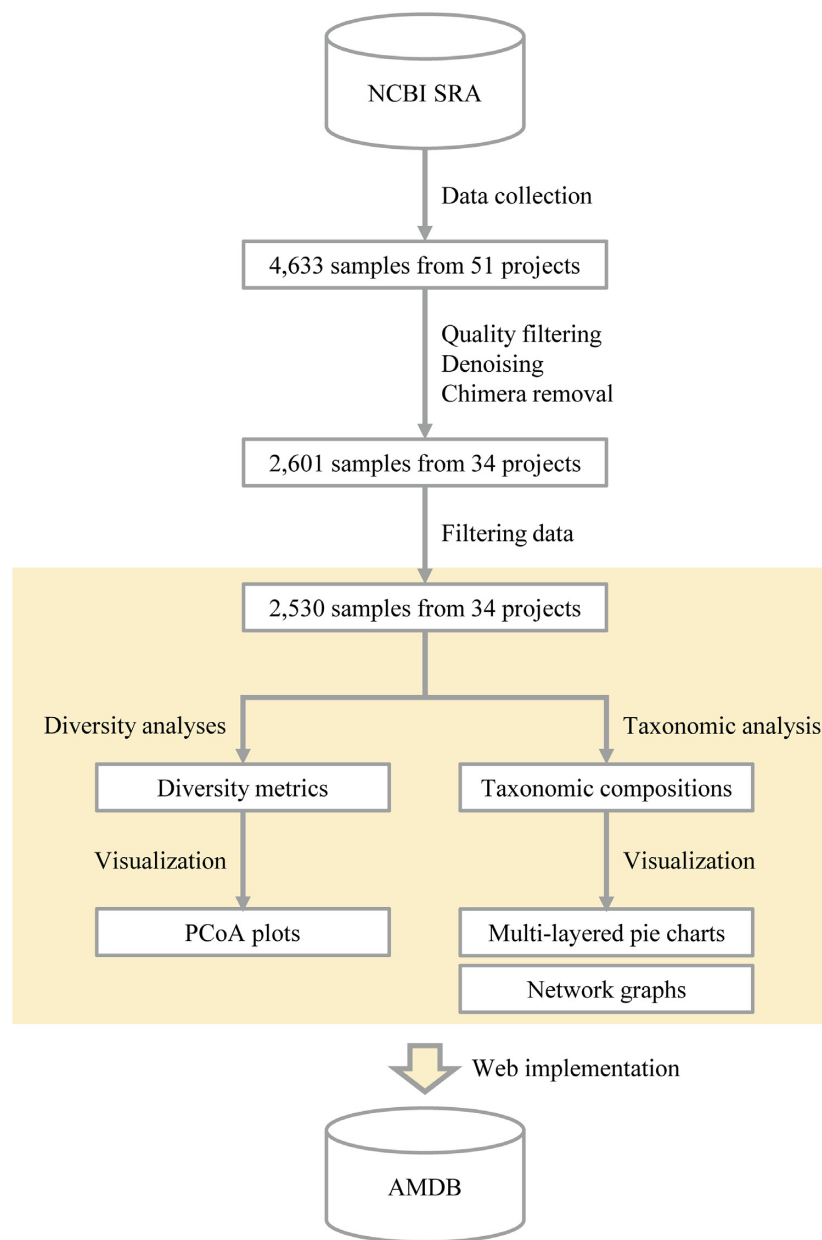 NCBI SRA
Data collection
4,633 samples from 51 projects
Quality filtering
Denoising
Chimera removal
2,601 samples from 34 projects
Filtering data
2,530 samples from 34 projects
Diversity analyses
Taxonomic analysis
Diversity metrics
Taxonomic compositions
Visualization
Visualization
PCoA plots
Multi-layered pie charts
Network graphs
Web implementation
AMDB